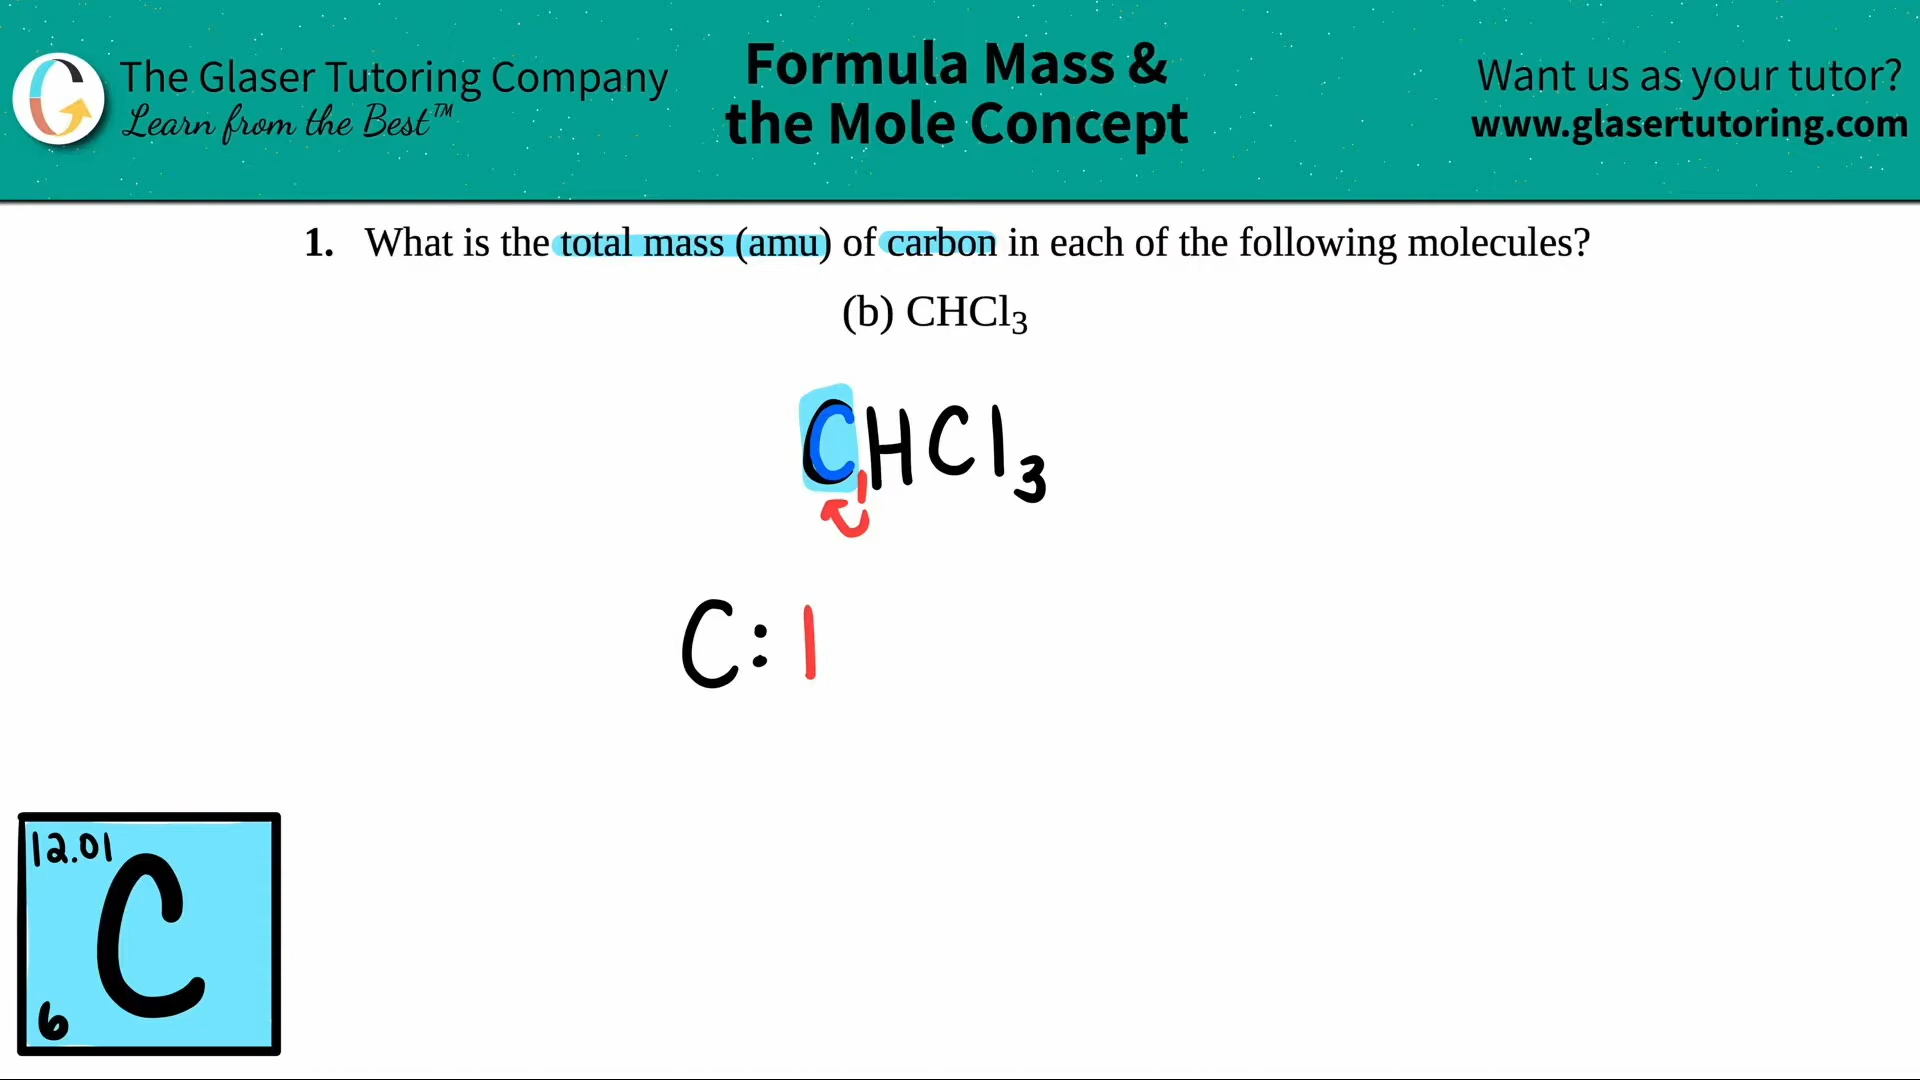 The Glaser Tutoring Company
Learn from the Best™
Formula Mass &
the Mole Concept
Want us as your tutor?
www.glasertutoring.com
1. What is the total mass (amu) of carbon in each of the following molecules?
(b) CHCl₃
CHCl₃
1
C: 1
12.01
C
6